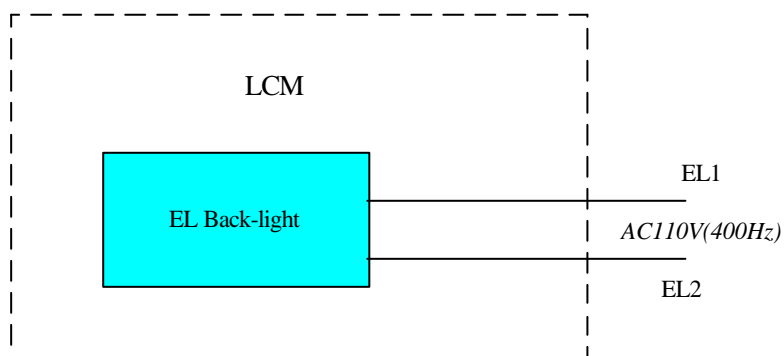 LCM
EL1
EL Back-light
AC110V(400Hz)
EL2